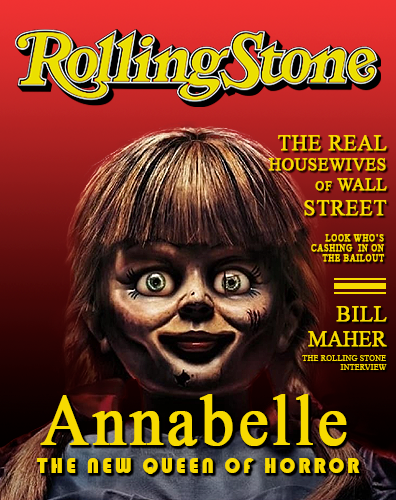 RollingStone
THE REAL
HOUSEWIVES
OF WALL
STREET
LOOK WHO'S
CASHING IN ON
THE BAILOUT
BILL
MAHER
THE ROLLING STONE
INTERVIEW
Annabelle
THE NEW QUEEN OF HORROR